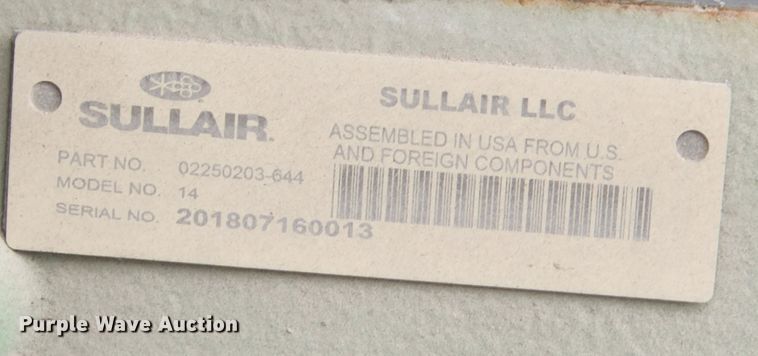 SULLAIR
SULLAIR LLC
ASSEMBLED IN USA FROM U.S.
AND FOREIGN COMPONENTS
PART NO. 02250203-644
MODEL NO. 14
SERIAL NO. 201807160013
Purple Wave Auction